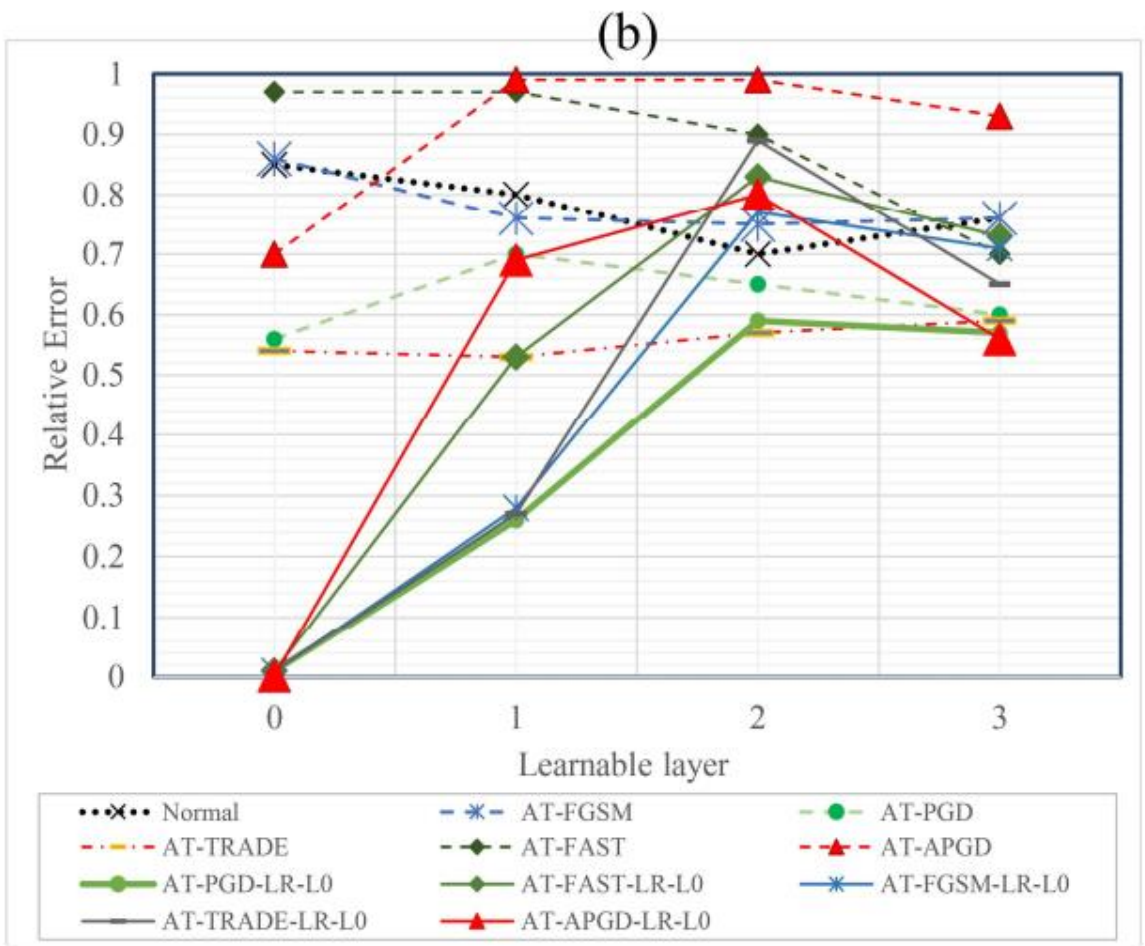 (b)
1
0.9
0.8
0.7
0.6
0.5
0.4
0.3
0.2
0.1
0
Relative Error
0 1 2 3
Learnable layer
Normal AT-FGSM AT-PGD
AT-TRADE AT-FAST AT-APGD
AT-PGD-LR-L0 AT-FAST-LR-L0 AT-FGSM-LR-L0
AT-TRADE-LR-L0 AT-APGD-LR-L0